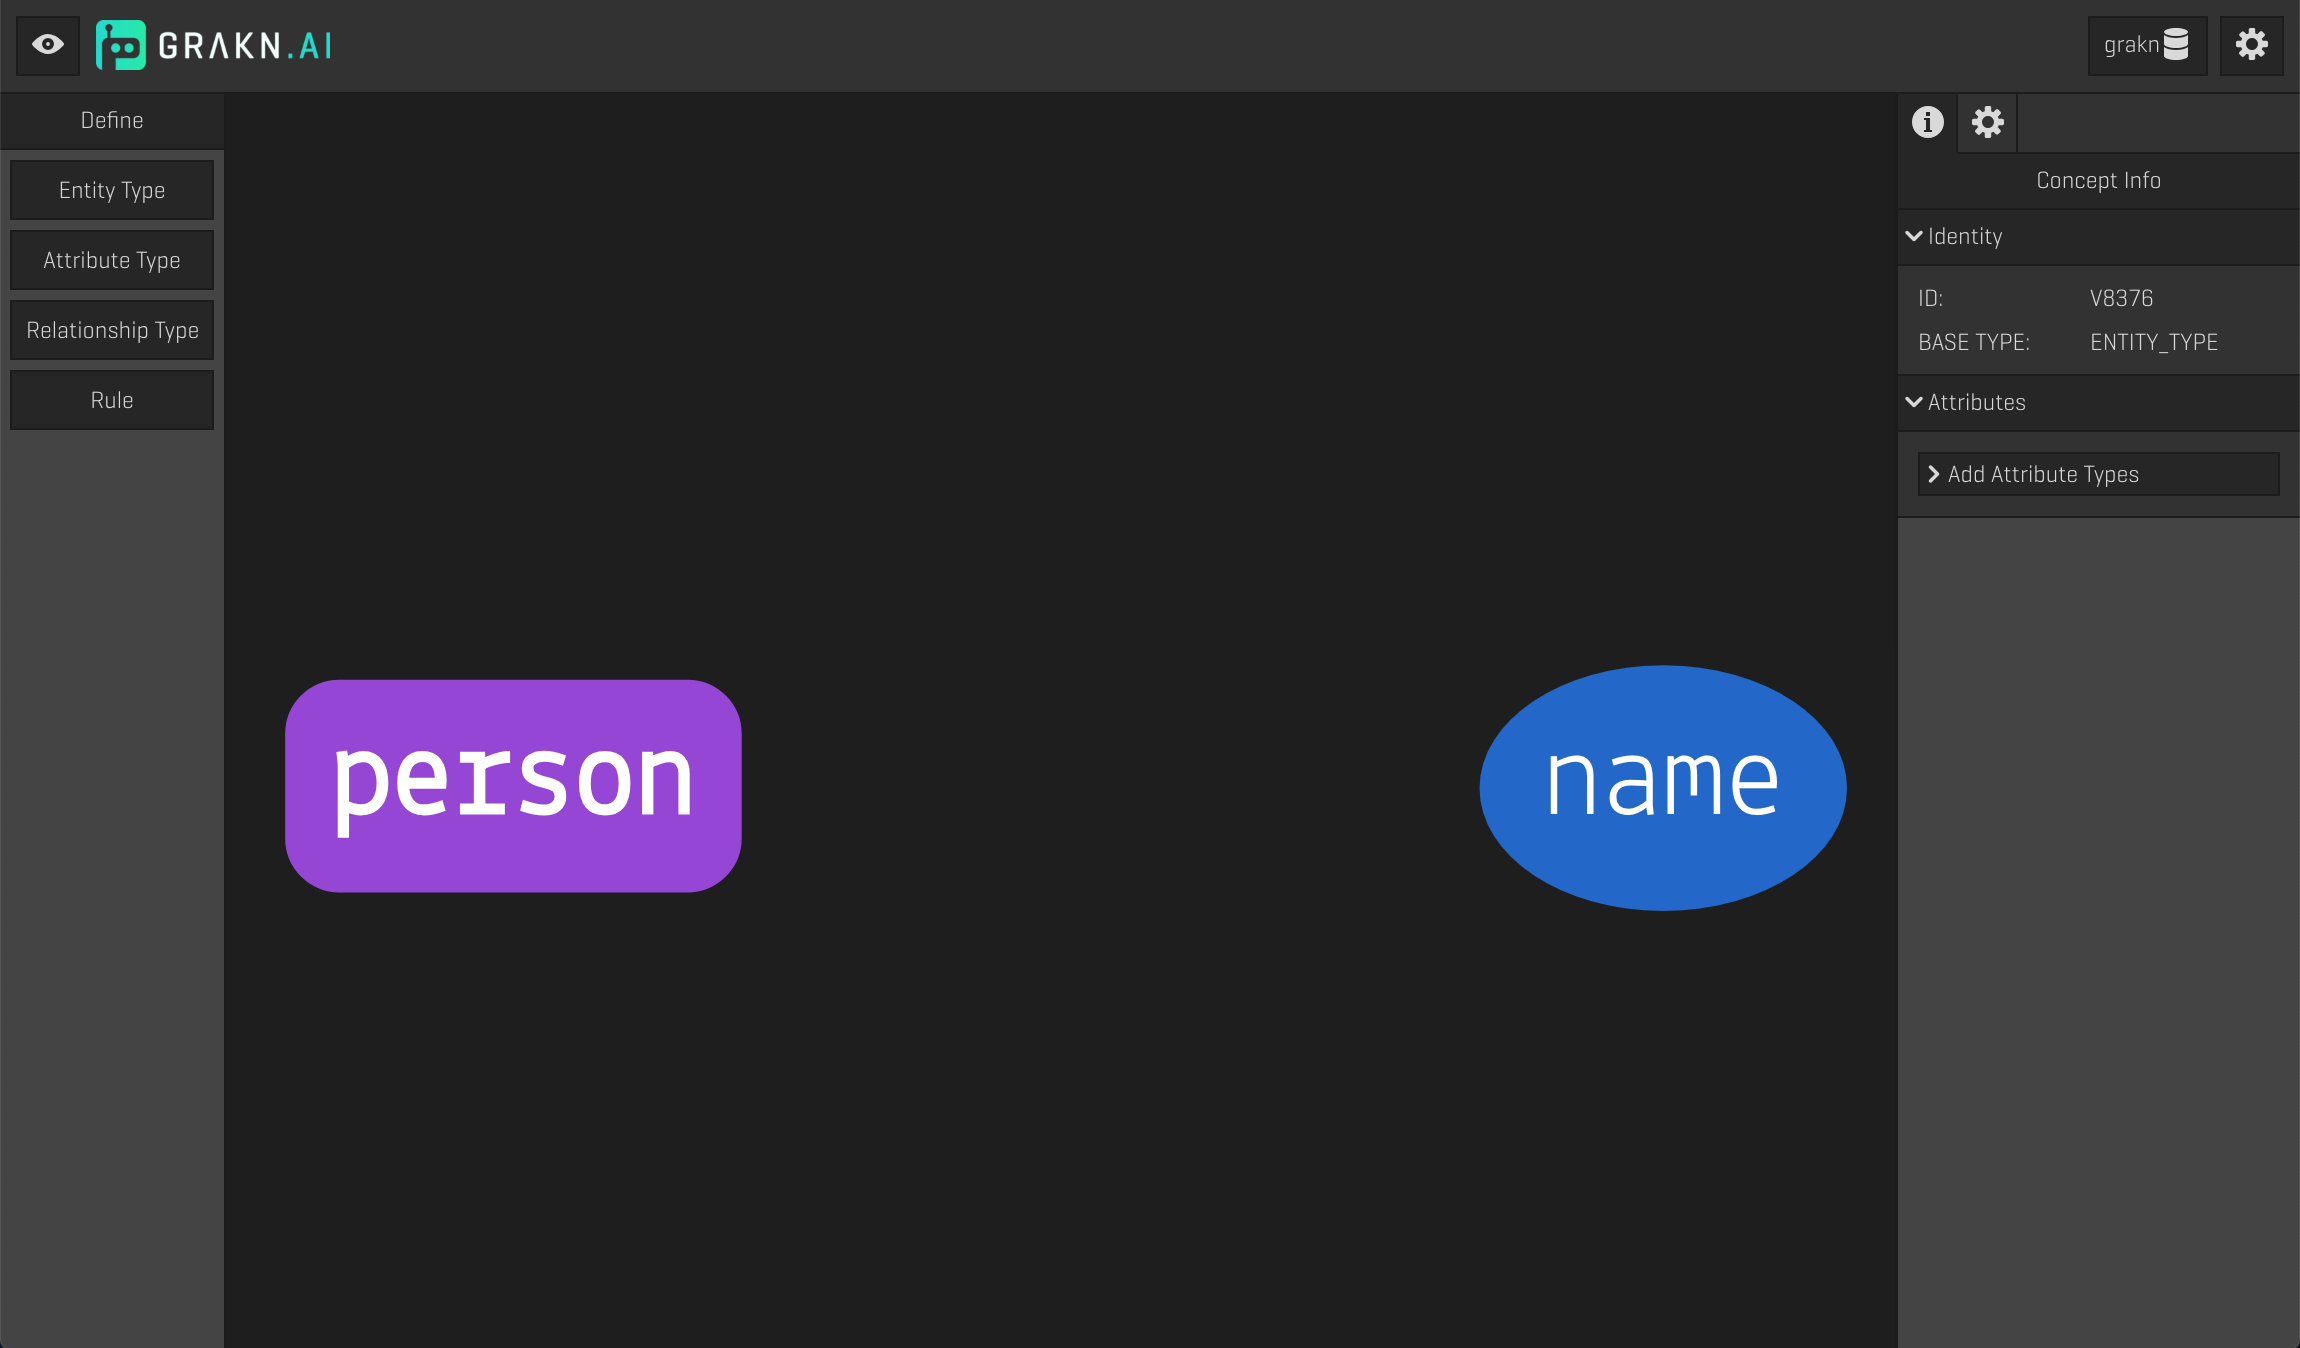 GRAKN.AI
grakn
Define
Entity Type
Attribute Type
Relationship Type
Rule
person
name
Concept Info
Identity
ID: V8376
BASE TYPE: ENTITY_TYPE
Attributes
Add Attribute Types